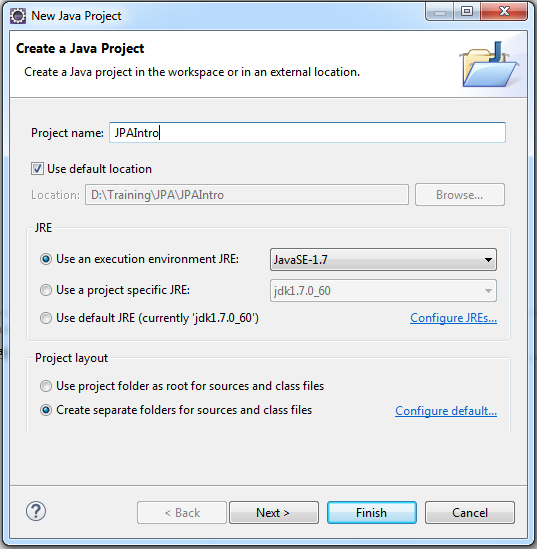 New Java Project
Create a Java Project
Create a Java project in the workspace or in an external location.
Project name: JPAIntro
Use default location
Location: D:\Training\JPA\JPAIntro Browse...
JRE
Use an execution environment JRE: JavaSE-1.7
Use a project specific JRE: jdk1.7.0_60
Use default JRE (currently 'jdk1.7.0_60') Configure JREs...
Project layout
Use project folder as root for sources and class files
Create separate folders for sources and class files Configure default...
? < Back Next > Finish Cancel